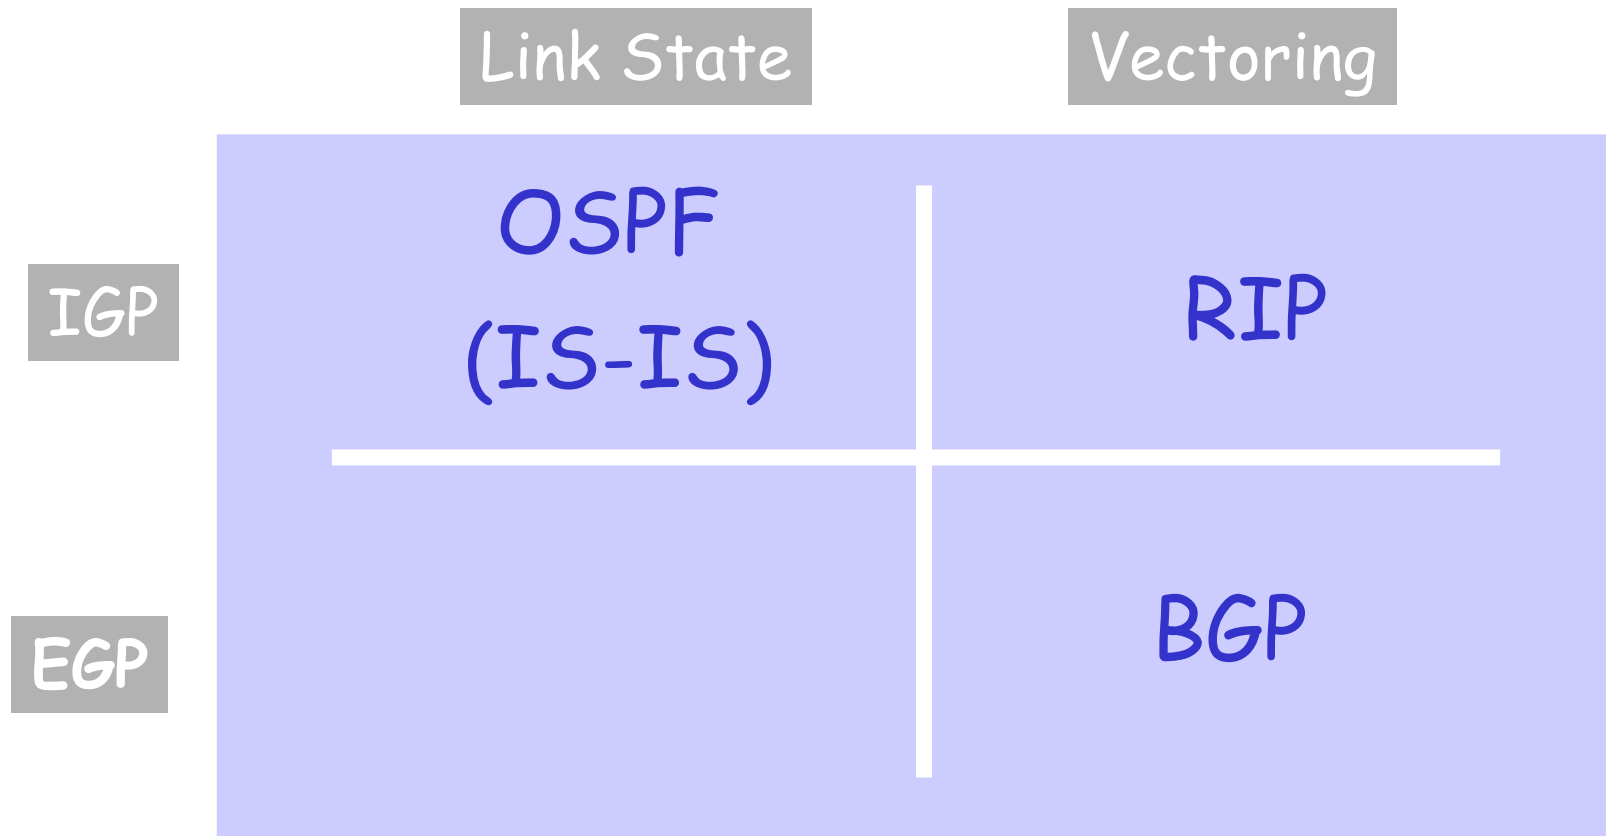 Link State
Vectoring
OSPF
(IS-IS)
IGP
RIP
EGP
BGP